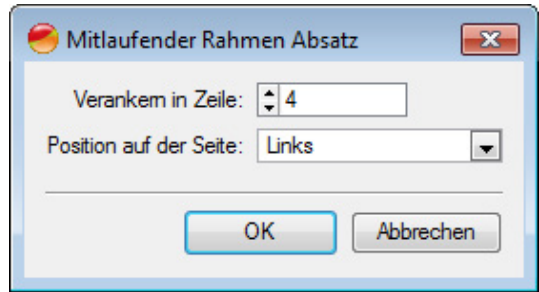 Mitlaufender Rahmen Absatz
Verankern in Zeile: 4
Position auf der Seite: Links
OK Abbrechen